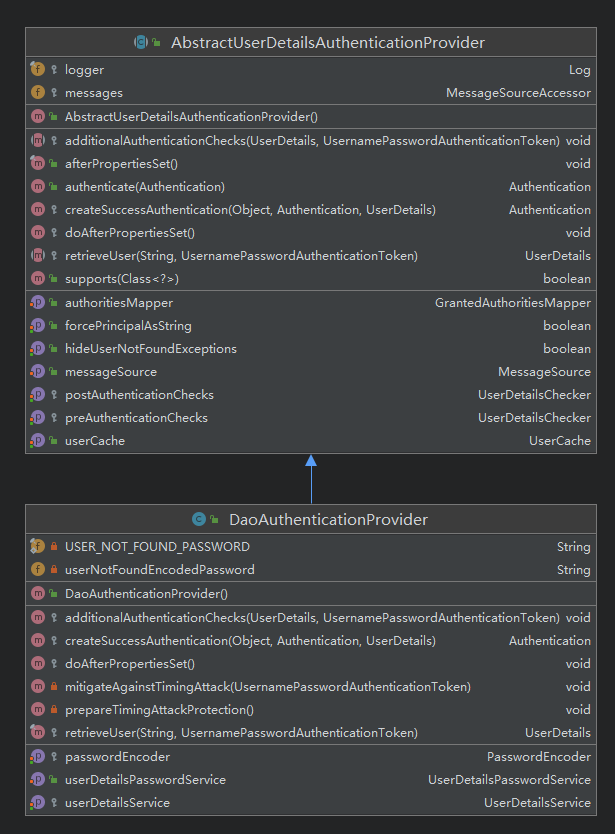 AbstractUserDetailsAuthenticationProvider
logger Log
messages MessageSourceAccessor
AbstractUserDetailsAuthenticationProvider()
additionalAuthenticationChecks(UserDetails, UsernamePasswordAuthenticationToken) void
afterPropertiesSet() void
authenticate(Authentication) Authentication
createSuccessAuthentication(Object, Authentication, UserDetails) Authentication
doAfterPropertiesSet() void
retrieveUser(String, UsernamePasswordAuthenticationToken) UserDetails
supports(Class<?>) boolean
authoritiesMapper GrantedAuthoritiesMapper
forcePrincipalAsString boolean
hideUserNotFoundExceptions boolean
messageSource MessageSource
postAuthenticationChecks UserDetailsChecker
preAuthenticationChecks UserDetailsChecker
userCache UserCache
DaoAuthenticationProvider
USER_NOT_FOUND_PASSWORD String
userNotFoundEncodedPassword String
DaoAuthenticationProvider()
additionalAuthenticationChecks(UserDetails, UsernamePasswordAuthenticationToken) void
createSuccessAuthentication(Object, Authentication, UserDetails) Authentication
doAfterPropertiesSet() void
mitigateAgainstTimingAttack(UsernamePasswordAuthenticationToken) void
prepareTimingAttackProtection() void
retrieveUser(String, UsernamePasswordAuthenticationToken) UserDetails
passwordEncoder PasswordEncoder
userDetailsPasswordService UserDetailsPasswordService
userDetailsService UserDetailsService